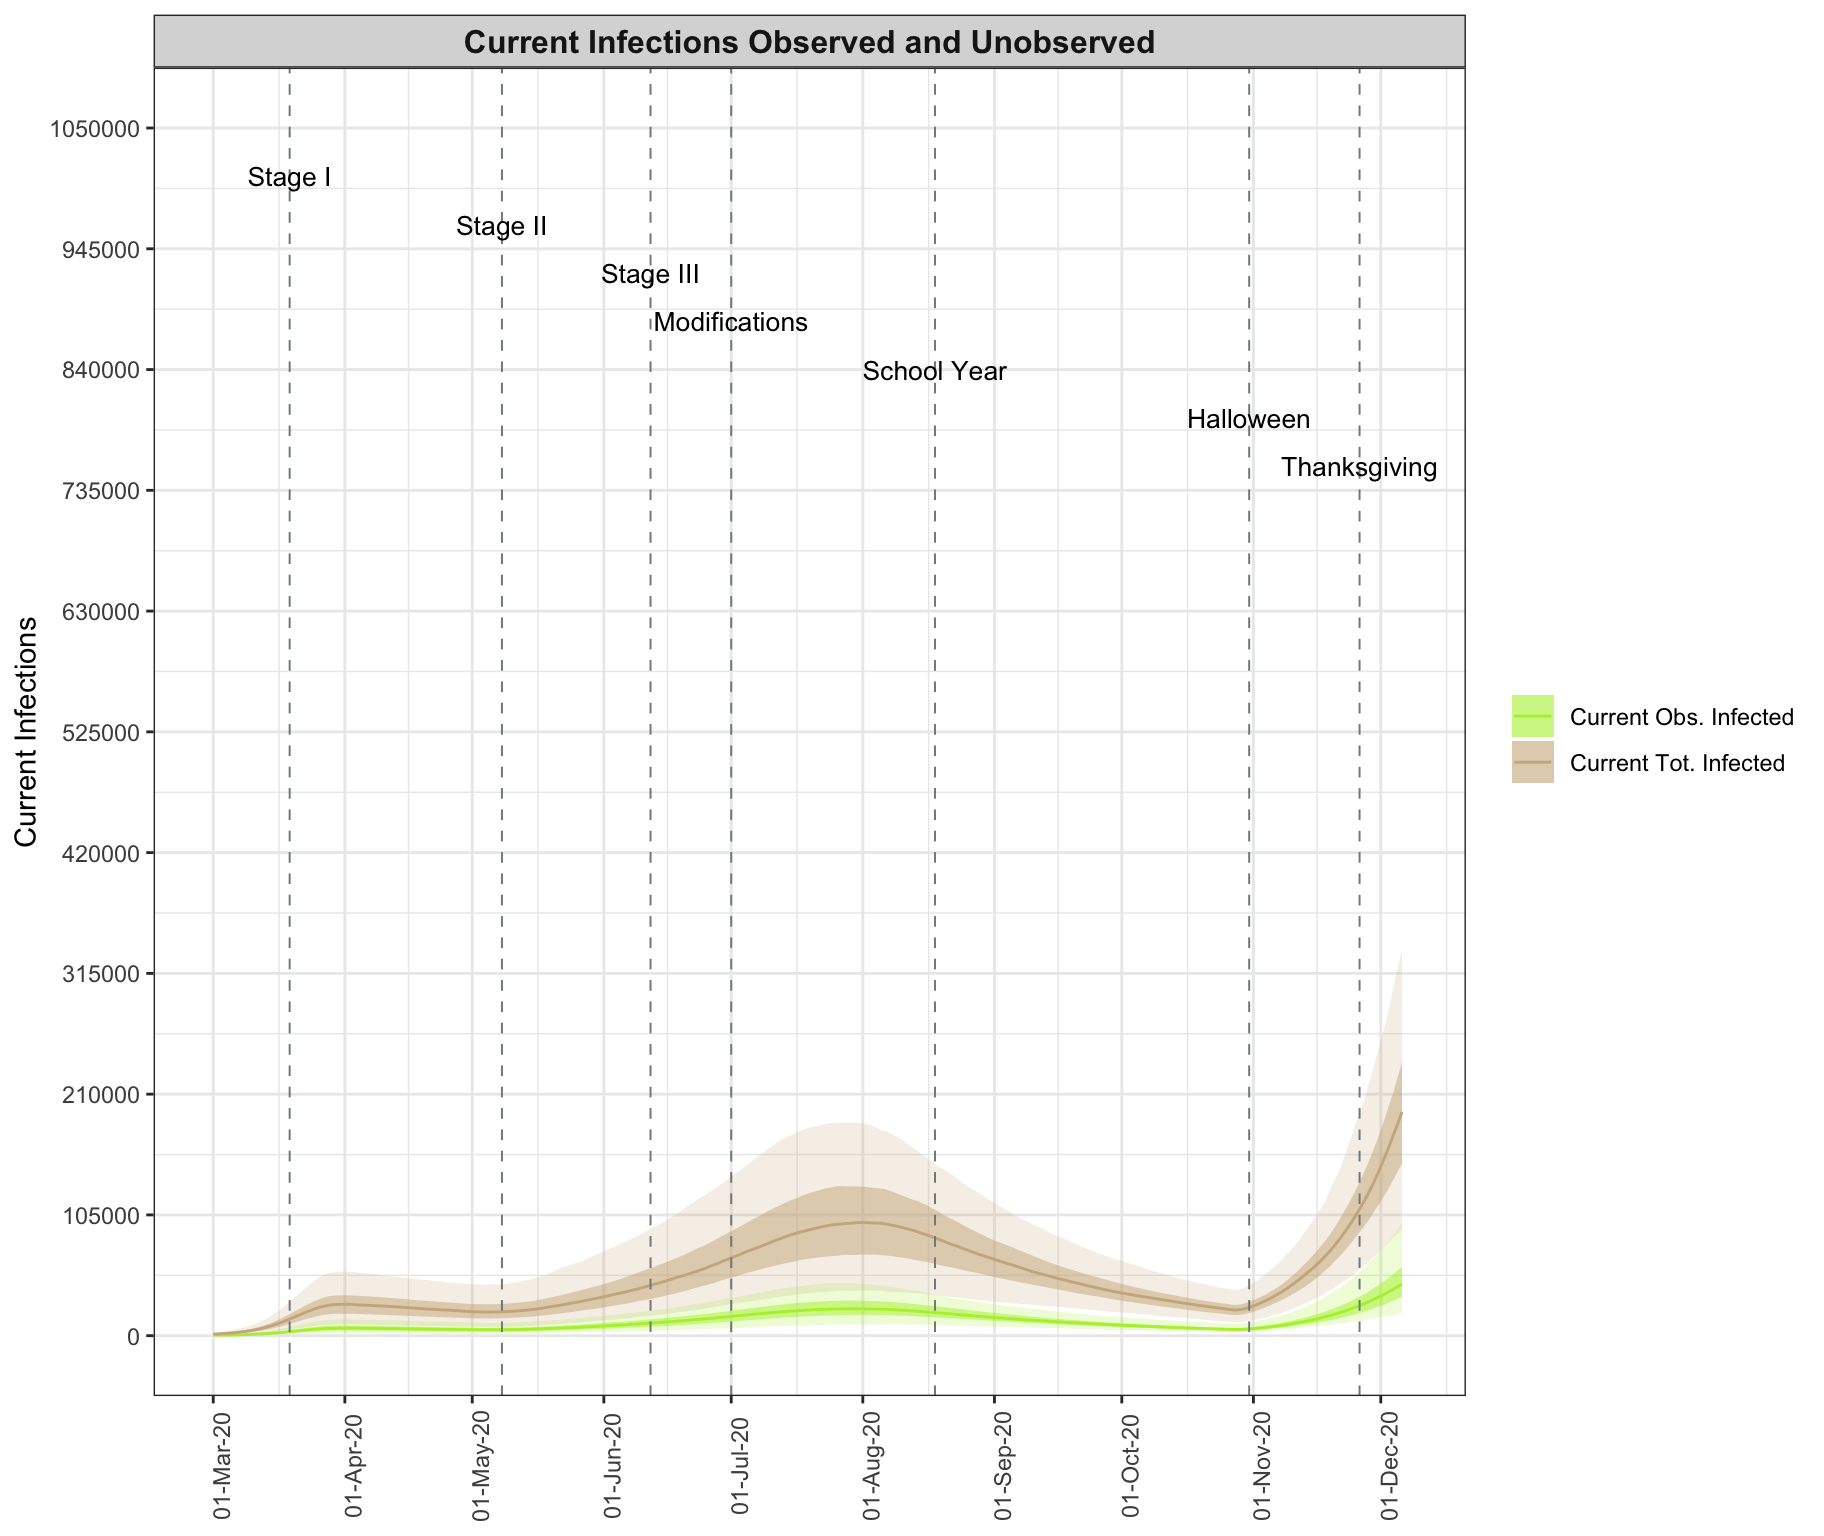 Current Infections Observed and Unobserved
1050000
945000
840000
735000
630000
525000
420000
315000
210000
105000
0
Current Infections
Stage I
Stage II
Stage III
Modifications
School Year
Halloween
Thanksgiving
01-Mar-20
01-Apr-20
01-May-20
01-Jun-20
01-Jul-20
01-Aug-20
01-Sep-20
01-Oct-20
01-Nov-20
01-Dec-20
Current Obs. Infected
Current Tot. Infected